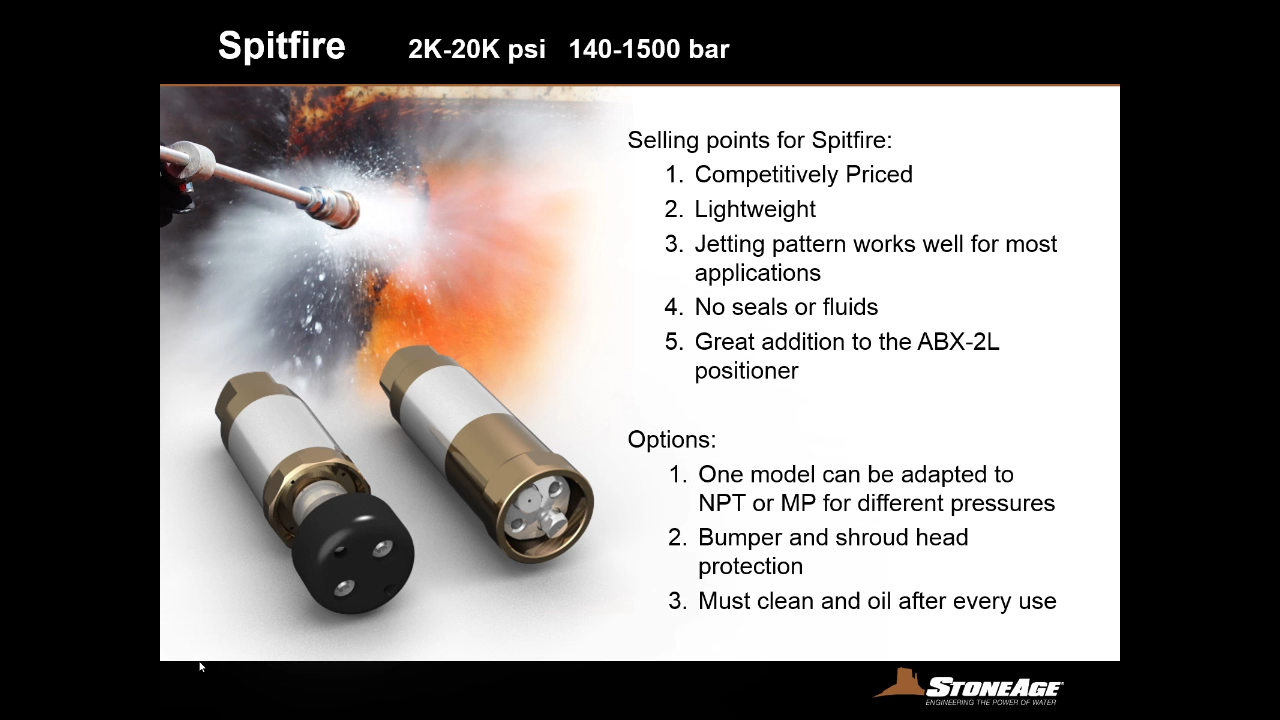 Spitfire 2K-20K psi 140-1500 bar
Selling points for Spitfire:
1. Competitively Priced
2. Lightweight
3. Jetting pattern works well for most
applications
4. No seals or fluids
5. Great addition to the ABX-2L
positioner
Options:
1. One model can be adapted to
NPT or MP for different pressures
2. Bumper and shroud head
protection
3. Must clean and oil after every use
STONEAGE
ENGINEERING THE POWER OF WATER